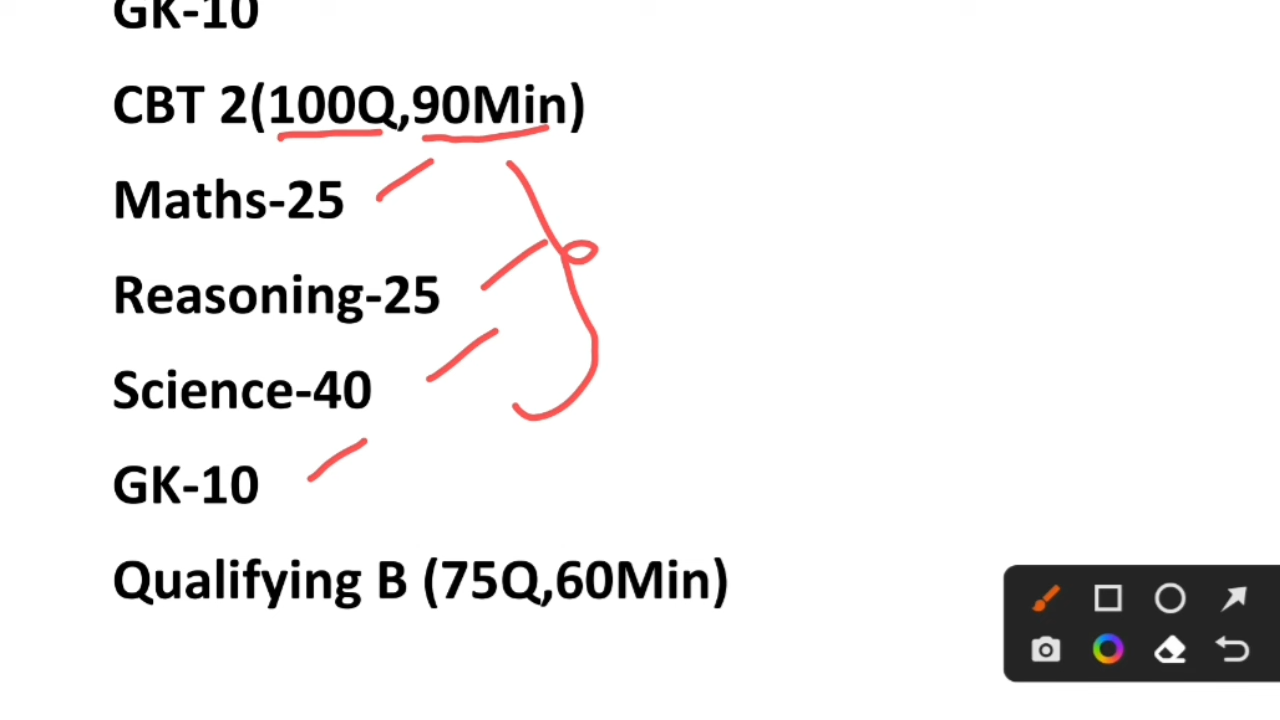 GK-10
CBT 2(100Q,90Min)
Maths-25
Reasoning-25
Science-40
GK-10
Qualifying B (75Q,60Min)